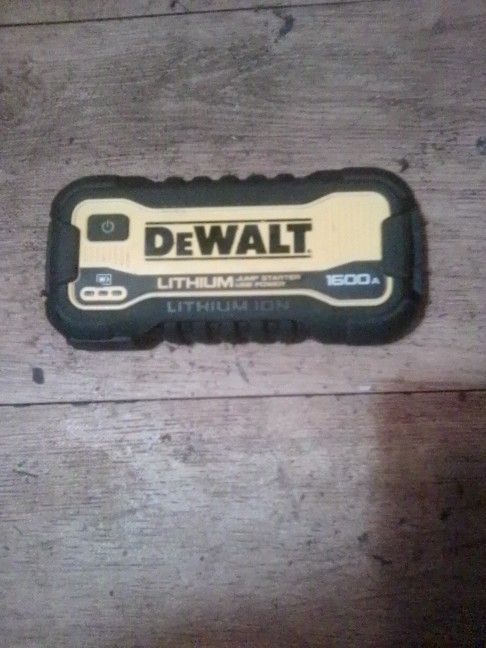 DEWALT
LITHIUM JUMP STARTER 1600A
USB POWER
LITHIUM ION